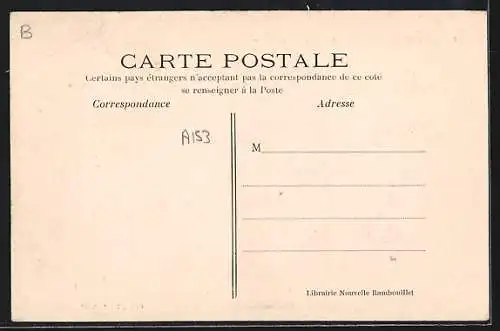 B
CARTE POSTALE
Certains pays étrangers n'acceptant pas la correspondance de ce coté
se renseigner à la Poste
Correspondance
Adresse
A153
M
Librairie Nouvelle Rambouillet